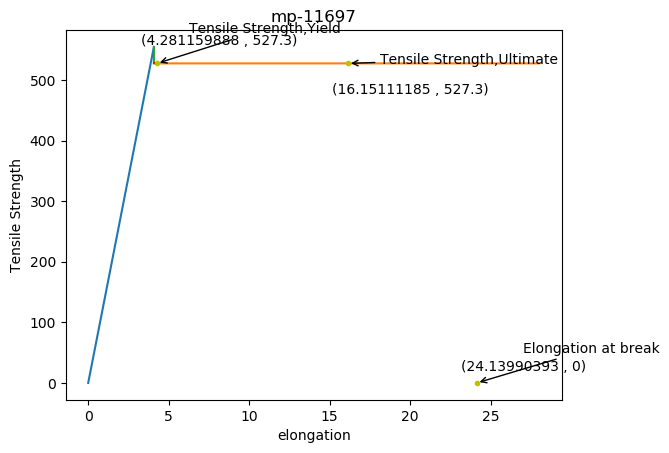 mp-11697
Tensile Strength,Yield
(4.281159888 , 527.3)
Tensile Strength,Ultimate
(16.15111185 , 527.3)
Elongation at break
(24.13990393 , 0)
Tensile Strength
500
400
300
200
100
0
0 5 10 15 20 25
elongation